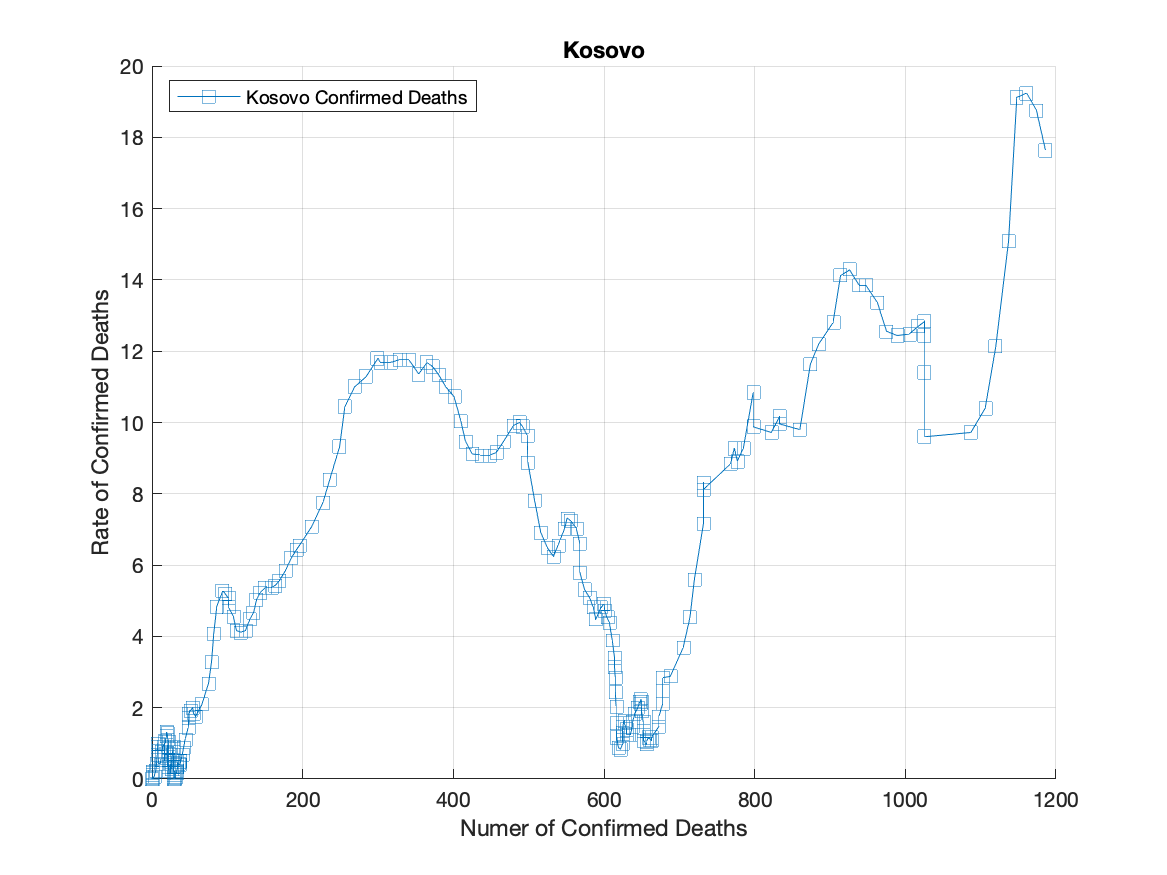 Kosovo
Kosovo Confirmed Deaths
20
18
16
14
12
10
8
6
4
2
0
Rate of Confirmed Deaths
0 200 400 600 800 1000 1200
Numer of Confirmed Deaths